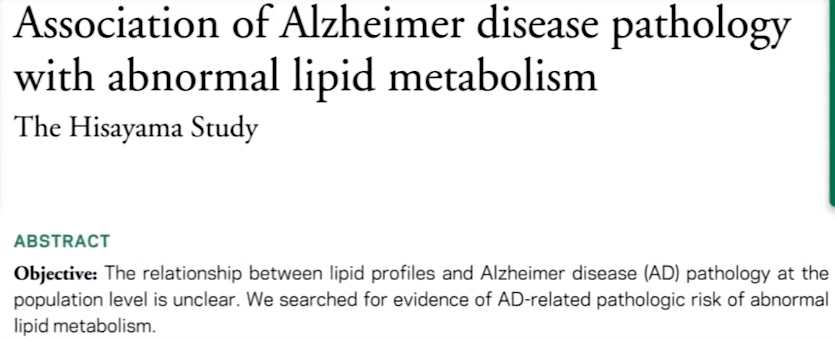 Association of Alzheimer disease pathology
with abnormal lipid metabolism
The Hisayama Study
ABSTRACT
Objective: The relationship between lipid profiles and Alzheimer disease (AD) pathology at the
population level is unclear. We searched for evidence of AD-related pathologic risk of abnormal
lipid metabolism.